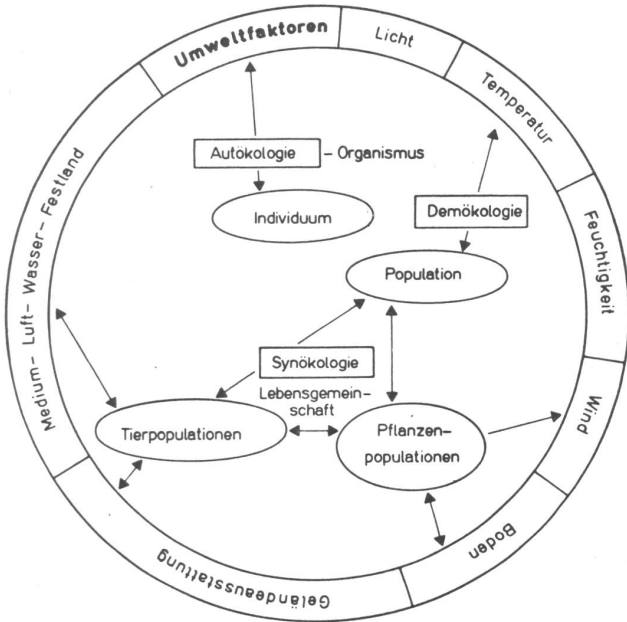 Umweltfaktoren
Licht
Temperatur
Feuchtigkeit
Wind
Boden
Geländeausstattung
Medium- Luft- Wasser- Festland
Autökologie
- Organismus
Individuum
Demökologie
Population
Synökologie
Lebensgemein-
schaft
Tierpopulationen
Pflanzen-
populationen